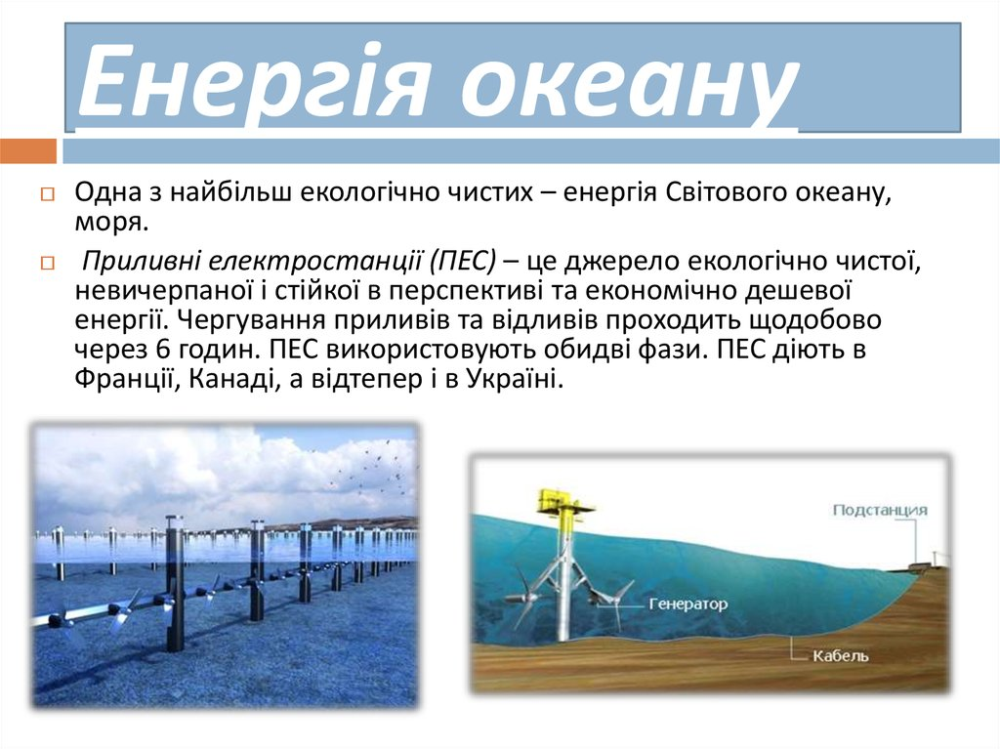 Енергія океану
Одна з найбільш екологічно чистих – енергія Світового океану,
моря.
Приливні електростанції (ПЕС) – це джерело екологічно чистої,
невичерпаної і стійкої в перспективі та економічно дешевої
енергії. Чергування приливів та відливів проходить щодобово
через 6 годин. ПЕС використовують обидві фази. ПЕС діють в
Франції, Канаді, а відтепер і в Україні.
Подстанция
Генератор
Кабель